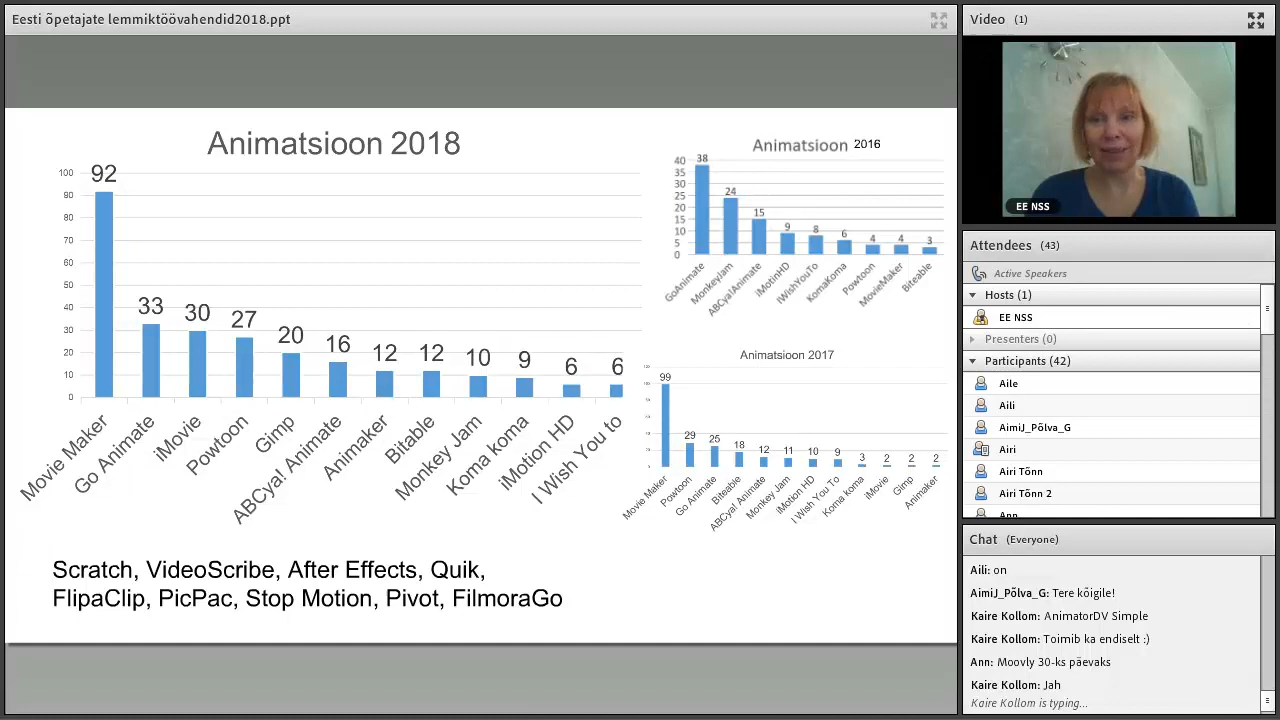 Eesti õpetajate lemmiktöövahendid2018.ppt
Animatsioon 2018
100
90
80
70
60
50
40
30
20
10
0
92
33
30
27
20
16
12
12
10
9
6
6
Movie Maker
Go Animate
iMovie
Powtoon
Gimp
ABCya! Animate
Animaker
Bitable
Monkey Jam
Koma koma
iMotion HD
I Wish You to
Animatsioon 2016
40
35
30
25
20
15
10
5
0
38
24
15
9
8
6
4
4
3
GoAnimate
MonkeyJam
ABCya!Animate
iMotinHD
IWishYouTo
KomaKoma
Powtoon
MovieMaker
Biteable
Animatsioon 2017
99
29
25
18
12
11
10
9
3
2
2
2
Movie Maker
Powtoon
Go Animate
Biteable
ABCya! Animate
Monkey Jam
iMotion HD
I Wish You To
Koma koma
iMovie
Gimp
Animaker
Scratch, VideoScribe, After Effects, Quik,
FlipaClip, PicPac, Stop Motion, Pivot, FilmoraGo
Video (1)
EE NSS
Attendees (43)
Active Speakers
Hosts (1)
EE NSS
Presenters (0)
Participants (42)
Aile
Aili
AimiJ_Põlva_G
Airi
Airi Tõnn
Airi Tõnn 2
Ann
Chat (Everyone)
Aili: on
AimiJ_Põlva_G: Tere kõigile!
Kaire Kollom: AnimatorDV Simple
Kaire Kollom: Toimib ka endiselt :)
Ann: Moovly 30-ks päevaks
Kaire Kollom: Jah
Kaire Kollom is typing...